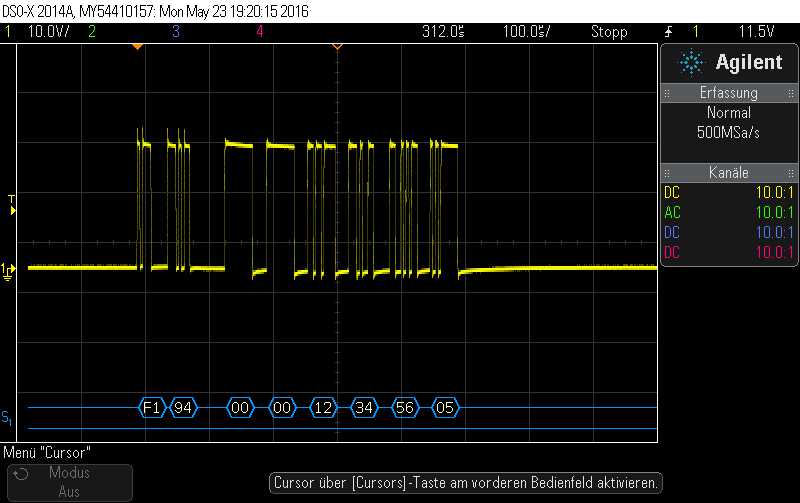 DSO-X 2014A, MY54410157: Mon May 23 19:20:15 2016
1 10.0V/ 2 3 4 312.0s 100.0s/ Stopp 1 11.5V
Agilent
Erfassung
Normal
500MSa/s
Kanäle
DC 10.0:1
AC 10.0:1
DC 10.0:1
DC 10.0:1
T
1
F1 94 00 00 12 34 56 05
S1
Menü "Cursor"
Modus
Aus
Cursor über [Cursors]-Taste am vorderen Bedienfeld aktivieren.